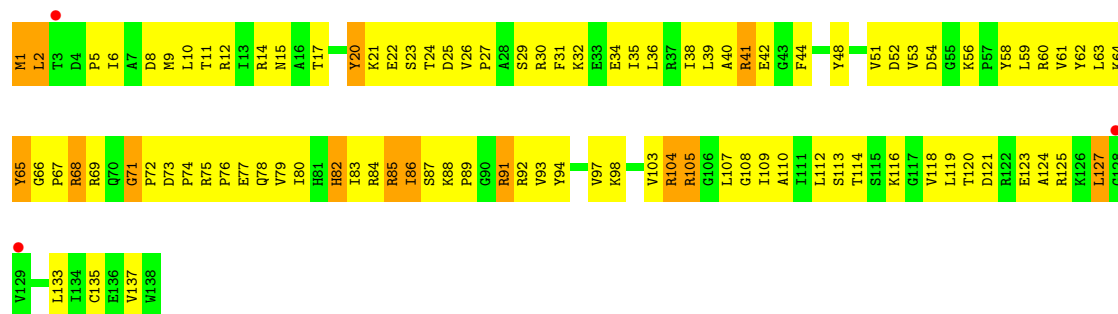 M1 L2 T3 D4 P5 I6 A7 D8 M9 L10 T11 R12 I13 R14 N15 A16 T17 Y20 K21 E22 S23 T24 D25 V26 P27 A28 S29 R30 F31 K32 E33 E34 I35 L36 R37 I38 L39 A40 R41 E42 G43 F44 Y48 V51 D52 V53 D54 G55 K56 P57 Y58 L59 R60 V61 Y62 L63 K64
Y65 G66 P67 R68 R69 Q70 G71 P72 D73 P74 R75 P76 E77 Q78 V79 I80 H81 H82 I83 R84 R85 I86 S87 K88 P89 G90 R91 R92 V93 Y94 V97 K98 V103 R104 R105 G106 L107 G108 I109 A110 I111 L112 S113 T114 S115 K116 G117 V118 L119 T120 D121 R122 E123 A124 R125 K126 L127 G128
V129 L133 I134 C135 E136 V137 W138